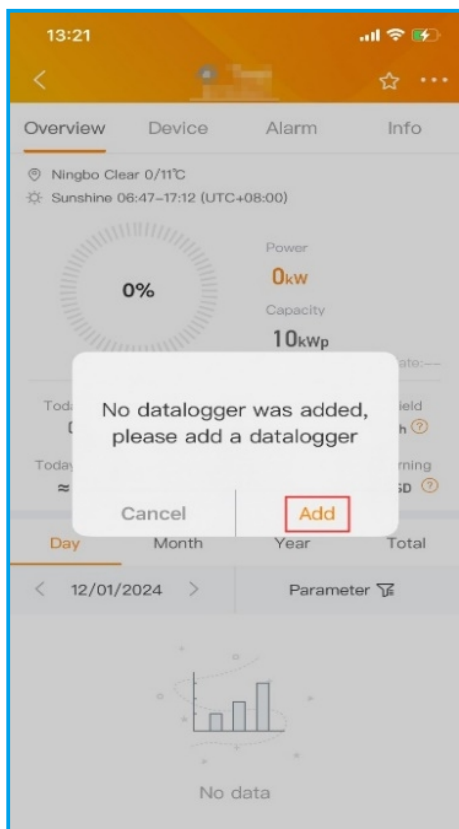 13:21
Overview Device Alarm Info
Ningbo Clear 0/11℃
Sunshine 06:47-17:12 (UTC+08:00)
Power
0kW
0%
Capacity
10kWp
No datalogger was added,
please add a datalogger
Cancel Add
Day Month Year Total
< 12/01/2024 > Parameter
No data